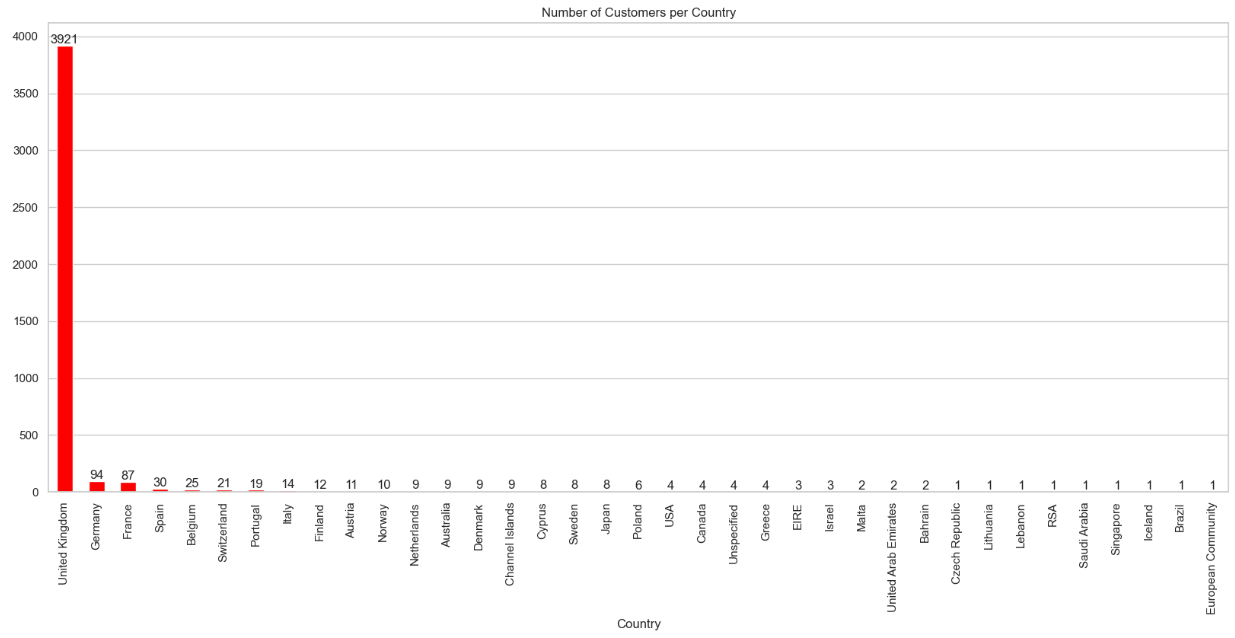 Number of Customers per Country
4000
3500
3000
2500
2000
1500
1000
500
0
3921
94
87
30
25
21
19
14
12
11
10
9
9
9
9
8
8
8
6
4
4
4
4
3
3
2
2
2
1
1
1
1
1
1
1
1
1
United Kingdom
Germany
France
Spain
Belgium
Switzerland
Portugal
Italy
Finland
Austria
Norway
Netherlands
Australia
Denmark
Channel Islands
Cyprus
Sweden
Japan
Poland
USA
Canada
Unspecified
Greece
EIRE
Israel
Malta
United Arab Emirates
Bahrain
Czech Republic
Lithuania
Lebanon
RSA
Saudi Arabia
Singapore
Iceland
Brazil
European Community
Country